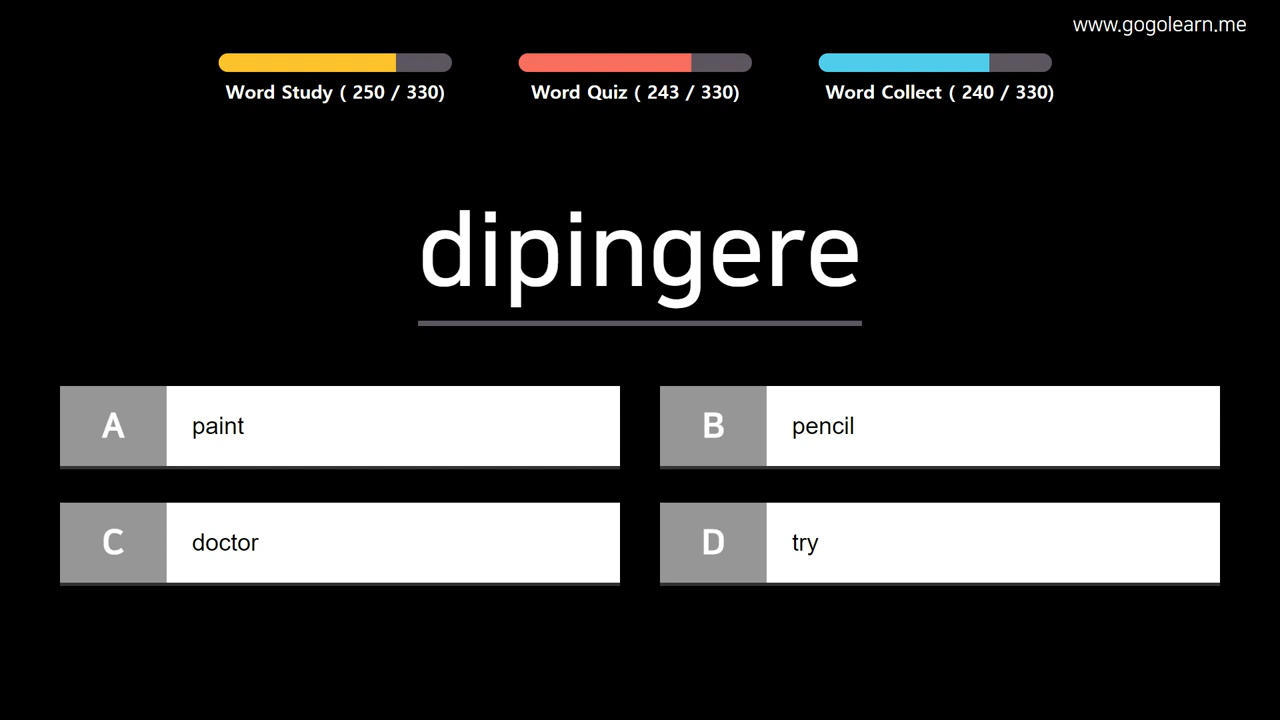 www.gogolearn.me
Word Study ( 250 / 330)
Word Quiz ( 243 / 330)
Word Collect ( 240 / 330)
dipingere
A paint
B pencil
C doctor
D try